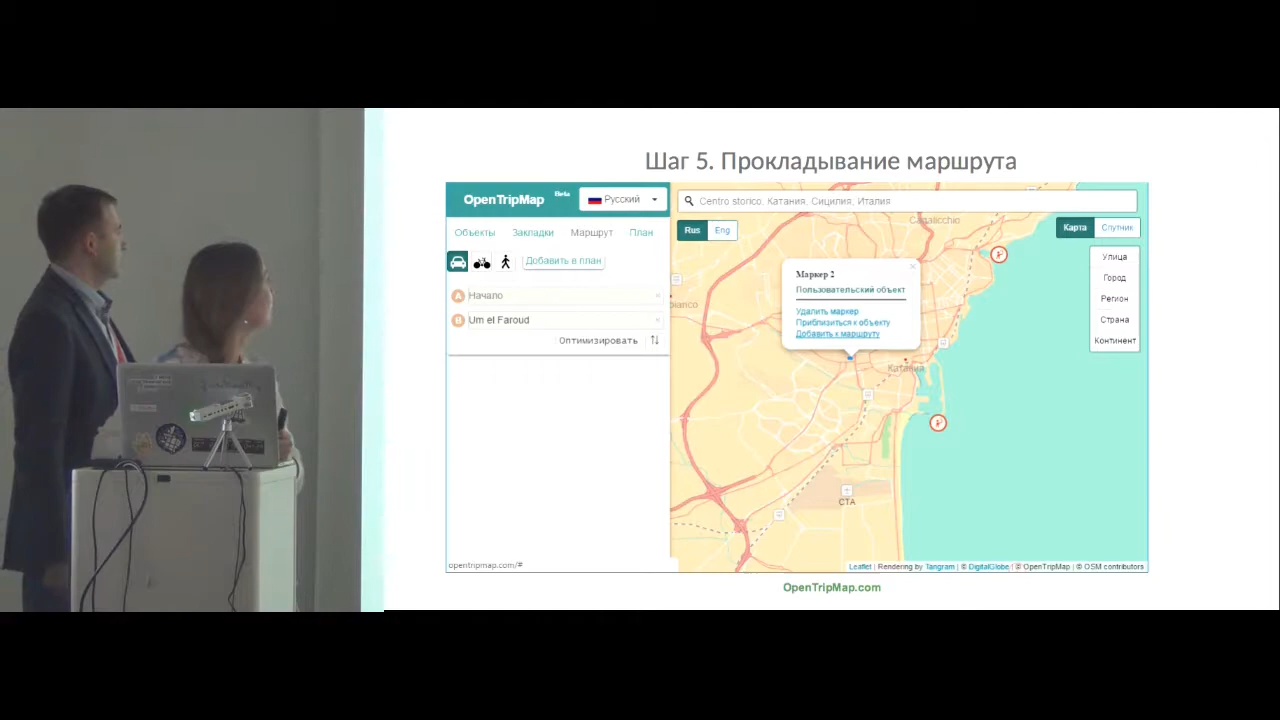 Шаг 5. Прокладывание маршрута
OpenTripMap Beta
Русский
Centro storico, Катания, Сицилия, Италия
Объекты Закладки Маршрут План
Rus Eng
Карта Спутник
Добавить в план
A Начало
B Um el Faroud
Оптимизировать
Маркер 2
Пользовательский объект
Удалить маркер
Приблизиться к объекту
Добавить к маршруту
Улица
Город
Регион
Страна
Континент
Катания
CTA
opentripmap.com/#
Leaflet | Rendering by Tangram | © DigitalGlobe | © OpenTripMap | © OSM contributors
OpenTripMap.com